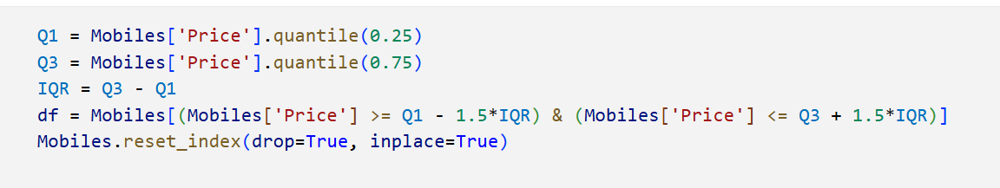 Q1 = Mobiles['Price'].quantile(0.25)
Q3 = Mobiles['Price'].quantile(0.75)
IQR = Q3 - Q1
df = Mobiles[(Mobiles['Price'] >= Q1 - 1.5*IQR) & (Mobiles['Price'] <= Q3 + 1.5*IQR)]
Mobiles.reset_index(drop=True, inplace=True)